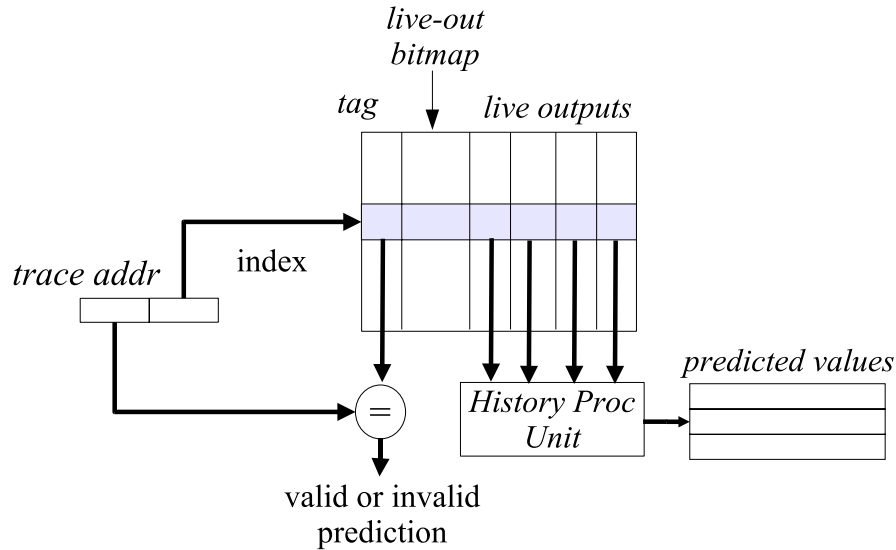 live-out
bitmap
tag
live outputs
index
trace addr
predicted values
=
History Proc
Unit
valid or invalid
prediction